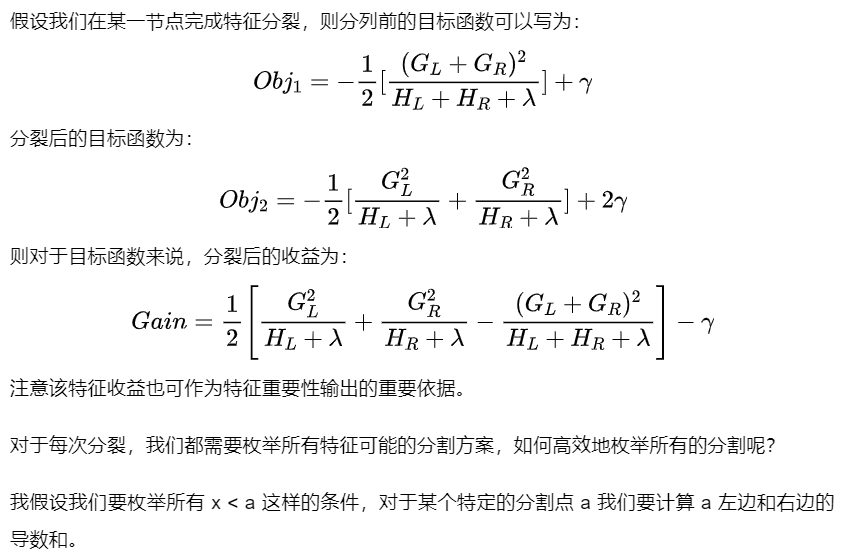 假设我们在某一节点完成特征分裂，则分列前的目标函数可以写为：
$Obj_1 = -\frac{1}{2}[\frac{(G_L + G_R)^2}{H_L + H_R + \lambda}] + \gamma$
分裂后的目标函数为：
$Obj_2 = -\frac{1}{2}[\frac{G_L^2}{H_L + \lambda} + \frac{G_R^2}{H_R + \lambda}] + 2\gamma$
则对于目标函数来说，分裂后的收益为：
$Gain = \frac{1}{2}\left[\frac{G_L^2}{H_L + \lambda} + \frac{G_R^2}{H_R + \lambda} - \frac{(G_L + G_R)^2}{H_L + H_R + \lambda}\right] - \gamma$
注意该特征收益也可作为特征重要性输出的重要依据。
对于每次分裂，我们都需要枚举所有特征可能的分割方案，如何高效地枚举所有的分割呢？
我假设我们要枚举所有 x < a 这样的条件，对于某个特定的分割点 a 我们要计算 a 左边和右边的
导数和。